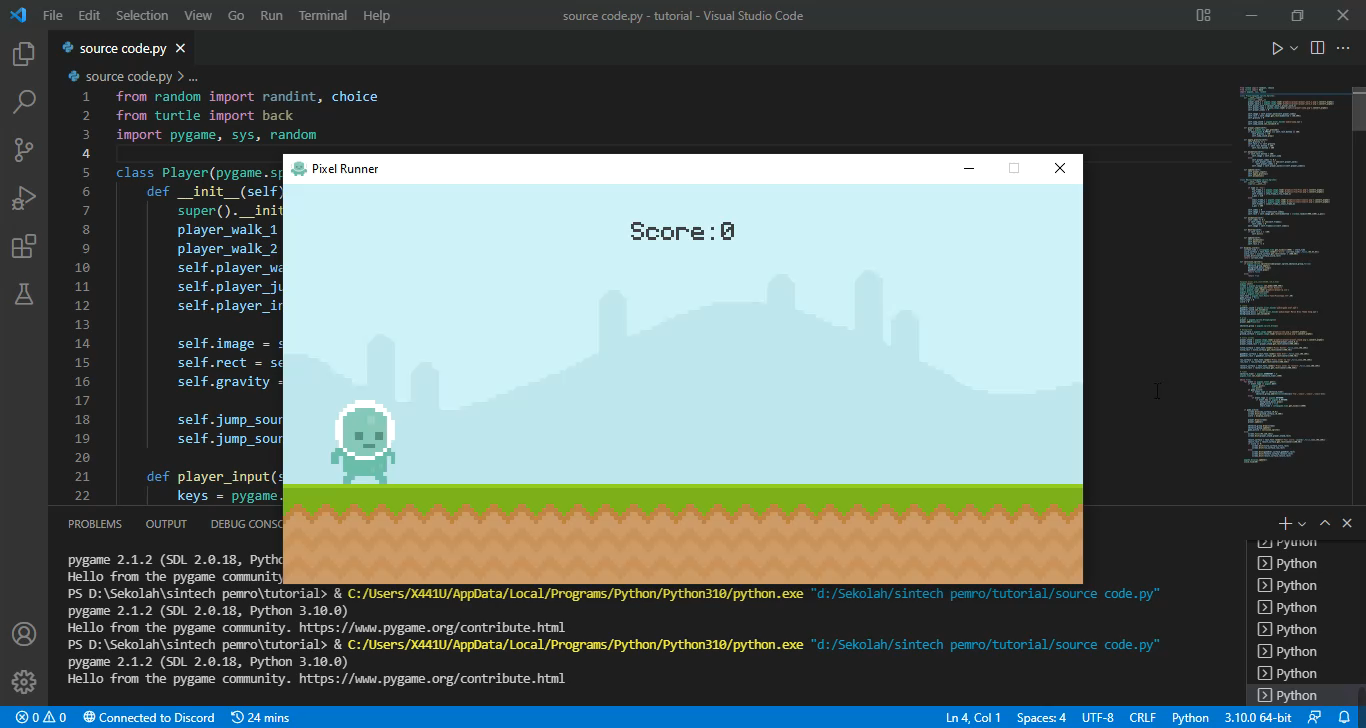 File Edit Selection View Go Run Terminal Help
source code.py - tutorial - Visual Studio Code
source code.py
source code.py > ...
1 from random import randint, choice
2 from turtle import back
3 import pygame, sys, random
4
5 class Player(pygame.sp
6 def __init__(self)
7 super().__init
8 player_walk_1
9 player_walk_2
10 self.player_wa
11 self.player_ju
12 self.player_in
13
14 self.image = s
15 self.rect = se
16 self.gravity =
17
18 self.jump_soun
19 self.jump_soun
20
21 def player_input(s
22 keys = pygame.
Pixel Runner
Score:0
PROBLEMS OUTPUT DEBUG CONSO
pygame 2.1.2 (SDL 2.0.18, Pytho
Hello from the pygame community
PS D:\Sekolah\sintech pemro\tutorial> & C:/Users/X441U/AppData/Local/Programs/Python/Python310/python.exe "d:/Sekolah/sintech pemro/tutorial/source code.py"
pygame 2.1.2 (SDL 2.0.18, Python 3.10.0)
Hello from the pygame community. https://www.pygame.org/contribute.html
PS D:\Sekolah\sintech pemro\tutorial> & C:/Users/X441U/AppData/Local/Programs/Python/Python310/python.exe "d:/Sekolah/sintech pemro/tutorial/source code.py"
pygame 2.1.2 (SDL 2.0.18, Python 3.10.0)
Hello from the pygame community. https://www.pygame.org/contribute.html
Python
Python
Python
Python
Python
Python
Python
Python
0 0 Connected to Discord 24 mins
Ln 4, Col 1 Spaces: 4 UTF-8 CRLF Python 3.10.0 64-bit